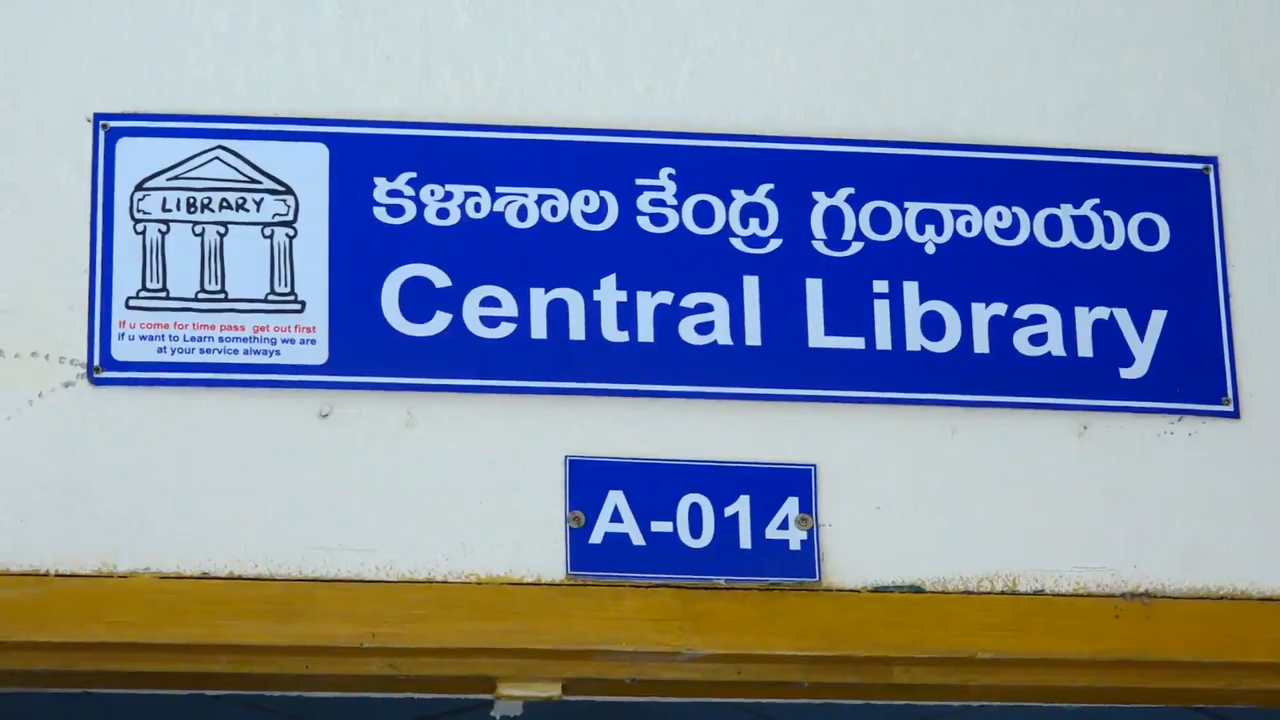 LIBRARY
If u come for time pass get out first
If u want to Learn something we are
at your service always
కళాశాల కేంద్ర గ్రంధాలయం
Central Library
A-014